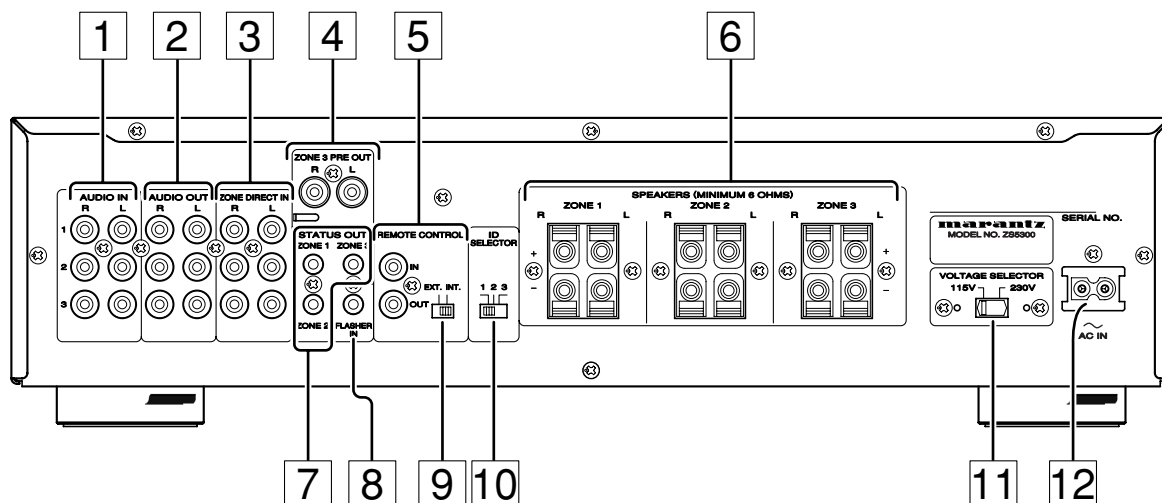 1 2 3 4 5 6
ZONE 3 PRE OUT
R L
AUDIO IN
R L
AUDIO OUT
R L
ZONE DIRECT IN
R L
1
2
3
STATUS OUT
ZONE 1 ZONE 3
ZONE 2
FLASHER
IN
REMOTE CONTROL
IN
OUT
EXT. INT.
ID
SELECTOR
1 2 3
SPEAKERS (MINIMUM 6 OHMS)
R ZONE 1 L
R ZONE 2 L
R ZONE 3 L
+ +
− −
marantz
MODEL NO. ZS5300
SERIAL NO.
VOLTAGE SELECTOR
115V 230V
AC IN
7 8 9 10 11 12